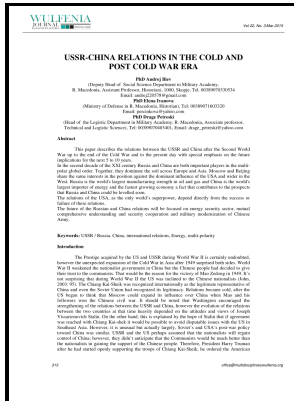 WULFENIA
JOURNAL
Vol 22, No. 3;Mar 2015
USSR-CHINA RELATIONS IN THE COLD AND
POST COLD WAR ERA
PhD Andrej Iliev
(Deputy Head of Social Science Department in Military Academy,
R. Macedonia, Assistant Professor, Historian), 1000, Skopje, Tel: 0038970330534
Email: andrej220578@gmail.com
PhD Elena Ivanova
(Ministry of Defense in R. Macedonia, Historian), Tel: 0038971603320
Email:
PhD Drage Petreski
(Head of the Logistic Department in Military Academy, R. Macedonia, Associate professor,
Technical and Logistic Sciences), Tel: 0038970403401, Email: Drage_petreski@yahoo.com
Abstract
This paper describes the relations between the USSR and China after the Second World
War up to the end of the Cold War and to the present day with special emphasis on the future
implications for the next 5 to 10 years.
In the second decade of the XXI century Russia and China are both important players in the multi-
polar global order. Together, they dominate the soil across Europe and Asia. Moscow and Beijing
share the same interests in the position against the dominant influence of the USA and wider in the
West. Russia is the world's largest manufacturing strength in oil and gas and China is the world's
largest importer of energy and the fastest growing economy a fact that contributes to the prospects
that Russia and China could be levelled soon.
The relations of the USA, as the only world's superpower, depend directly from the success or
failure of these relations.
The future of the Russian and China relations will be focused on energy security sector, mutual
comprehensive understanding and security cooperation and military modernization of Chinese
Army.
Keywords: USSR / Russia, China, international relations, Energy, multi-polarity
Introduction
The Prestige acquired by the US and USSR during World War II is certainly undoubted,
however the unexpected expansion of the Cold War in Asia after 1949 surprised both sides. World
War II weakened the nationalist government in China but the Chinese people had decided to give
their trust to the communists. That would be the reason for the victory of Mao Zedong in 1949. It's
not surprising that during World War II the US was inclined to the Chinese nationalists (John,
2003: 95). The Chiang Kai-Sheik was recognized internationally as the legitimate representative of
China and even the Soviet Union had recognized its legitimacy. Relations became cold, after the
US began to think that Moscow could expand its influence over China when Mao and his
followers won the Chinese civil war. It should be noted that Washington encouraged the
strengthening of the relations between the USSR and China, however the evolution of the relations
between the two countries at that time heavily depended on the attitudes and views of Joseph
Vissarionovich Stalin. On the other hand, this is explained by the hope of Stalin that if agreement
was reached with Chiang Kai-sheik it would be possible to avoid disputable issues with the US in
Southeast Asia. However, it is unusual but actually largely, Soviet's and USA's post-war policy
toward China was similar. USSR and the US perhaps assumed that the nationalists will regain
control of China; however, they didn't anticipate that the Communists would be much better than
the nationalists in gaining the support of the Chinese people. Therefore, President Harry Truman
after he had started openly supporting the troops of Chiang Kai-Sheik, he ordered the American
313
office@multidisciplinarywulfenia.org